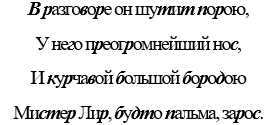 В разговоре он шутит порою,
У него преогромнейший нос,
И курчавой большой бородою
Мистер Лир, будто пальма, зарос.